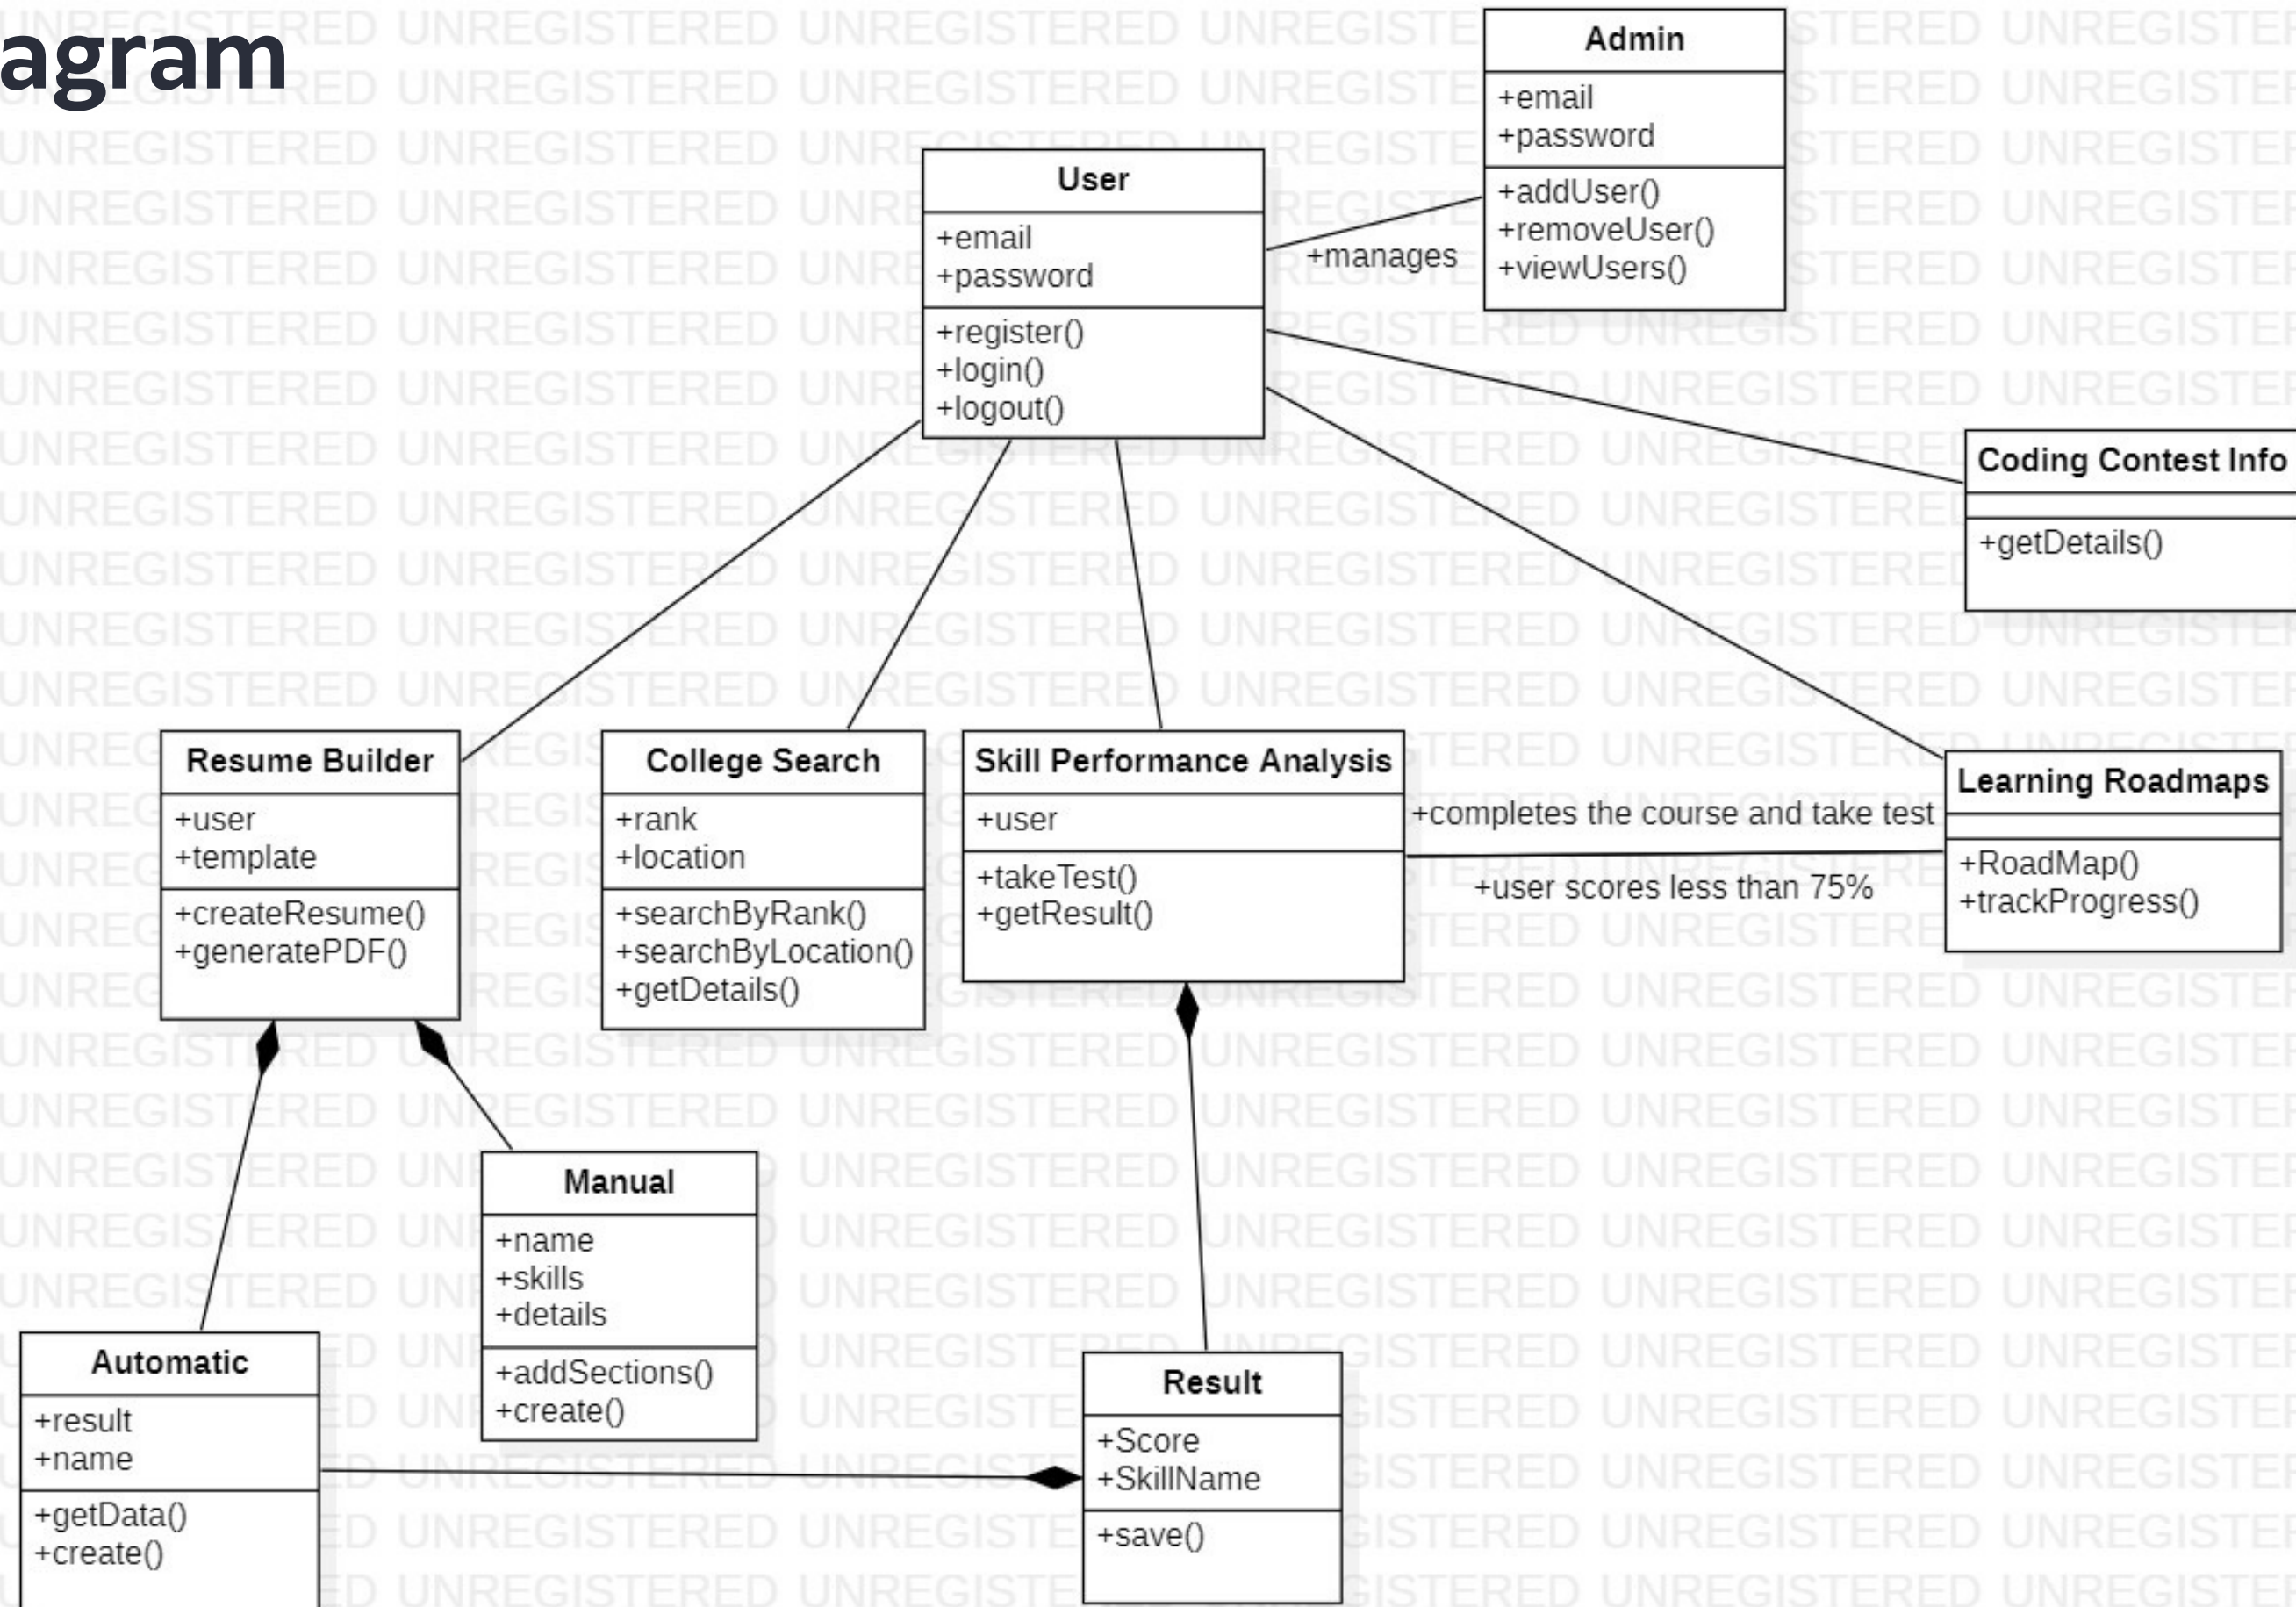 agram
Admin
+email
+password
+addUser()
+removeUser()
+viewUsers()
User
+email
+password
+register()
+login()
+logout()
+manages
Coding Contest Info
+getDetails()
Resume Builder
+user
+template
+createResume()
+generatePDF()
College Search
+rank
+location
+searchByRank()
+searchByLocation()
+getDetails()
Skill Performance Analysis
+user
+takeTest()
+getResult()
+completes the course and take test
+user scores less than 75%
Learning Roadmaps
+RoadMap()
+trackProgress()
Manual
+name
+skills
+details
+addSections()
+create()
Automatic
+result
+name
+getData()
+create()
Result
+Score
+SkillName
+save()
UNREGISTERED